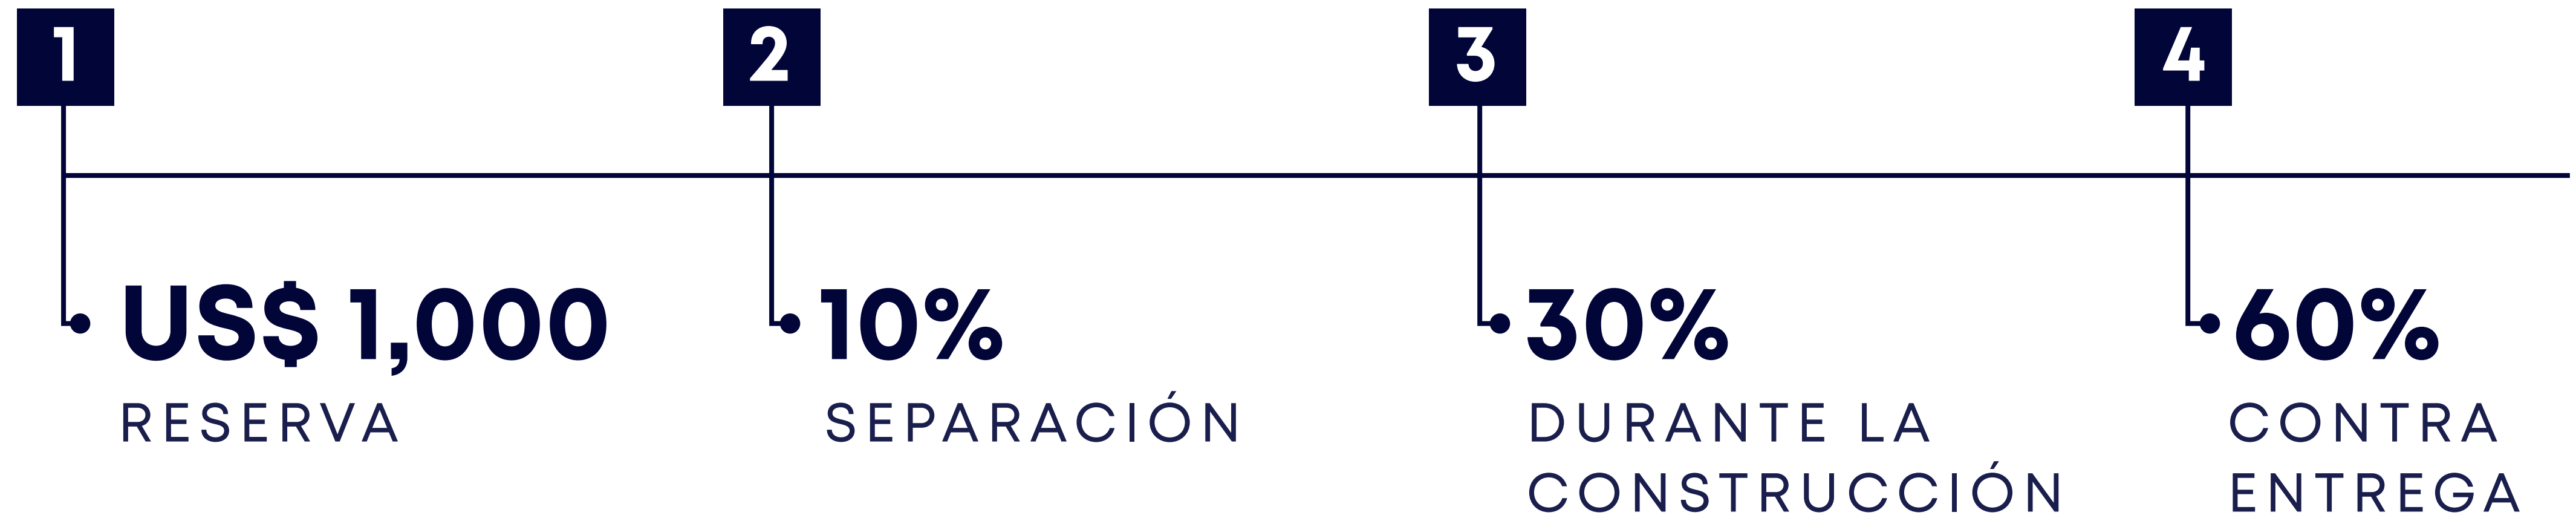 1
2
3
4
US$ 1,000
RESERVA
10%
SEPARACIÓN
30%
DURANTE LA
CONSTRUCCIÓN
60%
CONTRA
ENTREGA